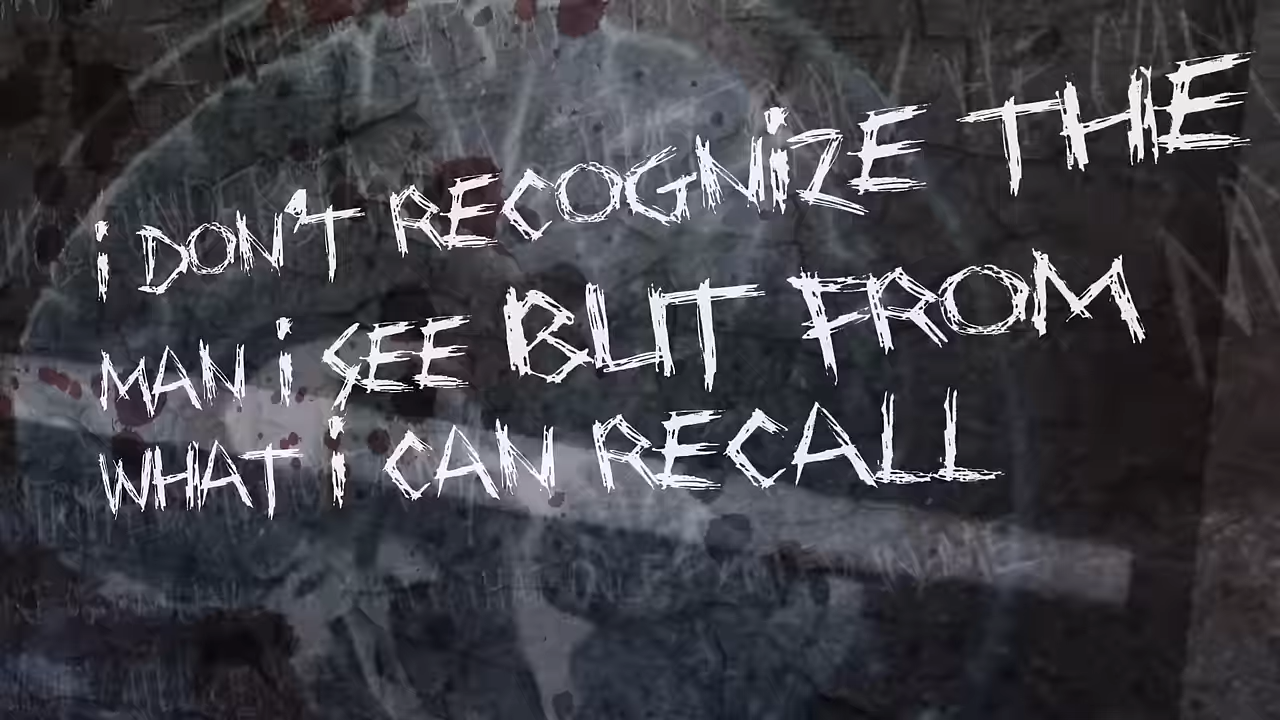 i DON'T RECOGNiZE THE
MAN i SEE BUT FROM
WHAT i CAN RECALL